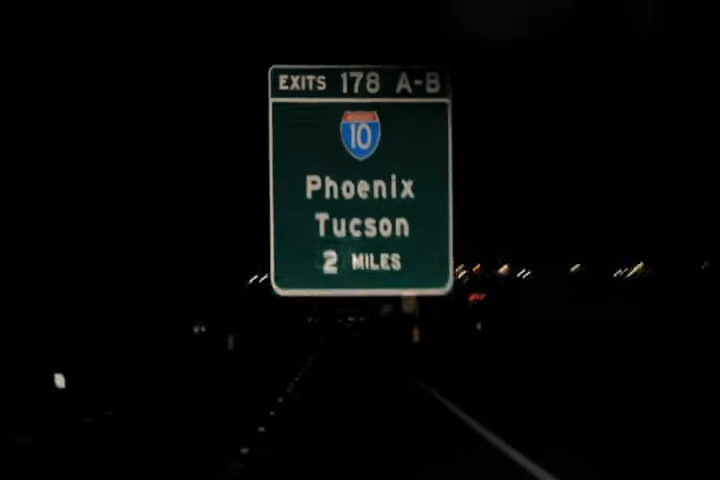 EXITS 178 A-B
10
Phoenix
Tucson
2 MILES